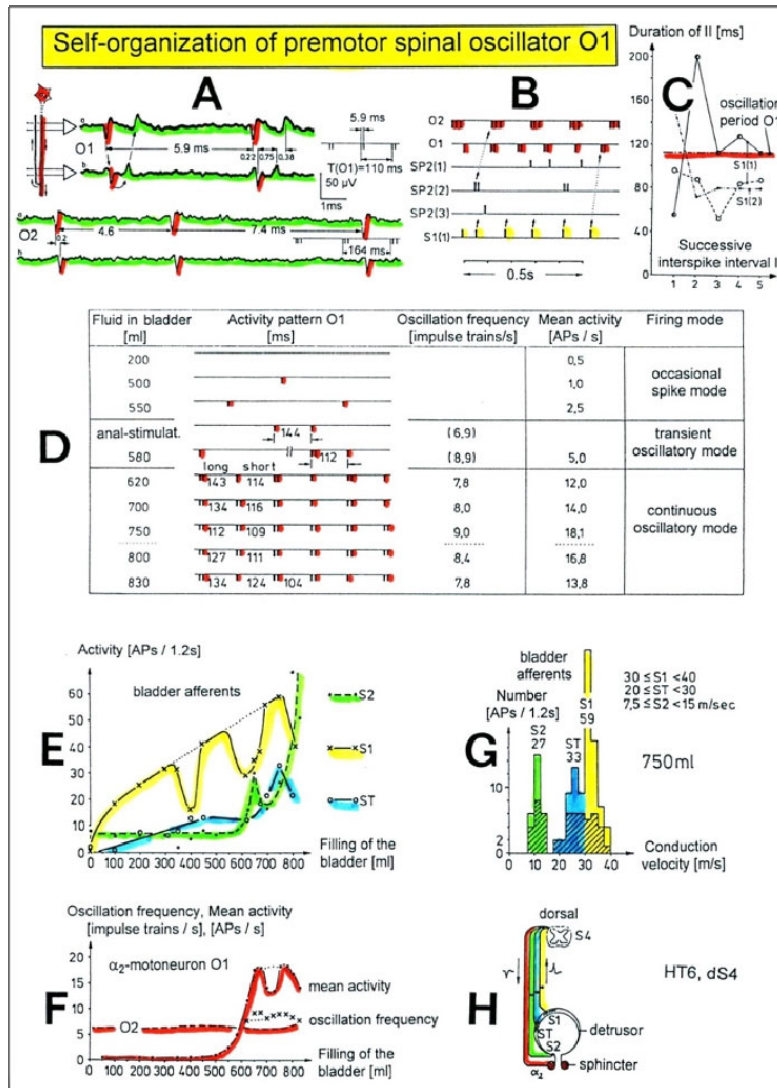 Self-organization of premotor spinal oscillator O1
A
a
O1
5.9 ms
0.22
0.75
0.38
b
5.9 ms
T(O1)=110 ms
50 µV
1ms
a
O2
4.6
7.4 ms
0.2
164 ms
B
O2
O1
SP2(1)
SP2(2)
SP2(3)
S1(1)
0.5s
Duration of II [ms]
200
160
120
80
40
0
C
oscillation
period O1
S1(1)
S1(2)
Successive
interspike interval II
1 2 3 4 5
D
Fluid in bladder
[ml]
Activity pattern O1
[ms]
Oscillation frequency
[impulse trains/s]
Mean activity
[APs / s]
Firing mode
200 0,5
500 1,0
550 2,5
occasional
spike mode
anal-stimulat. 144 (6,9)
580 112 (8,9) 5,0
transient
oscillatory mode
long short
620 143 114 7,8 12,0
700 134 116 8,0 14,0
750 112 109 9,0 18,1
800 127 111 8,4 16,8
830 134 124 104 7,8 13,8
continuous
oscillatory mode
Activity [APs / 1.2s]
60
50
40
30
20
10
0
bladder afferents
S2
S1
ST
E
0 100 200 300 400 500 600 700 800
Filling of the
bladder [ml]
bladder
afferents
30 ≤ S1 < 40
20 ≤ ST < 30
7,5 ≤ S2 < 15 m/sec
Number
[APs / 1.2s]
S2
27
ST
33
S1
59
G
750ml
10
0
0 10 20 30 40
Conduction
velocity [m/s]
Oscillation frequency, Mean activity
[impulse trains / s], [APs / s]
20
15
10
5
0
α2-motoneuron O1
F
O2
mean activity
oscillation frequency
0 100 200 300 400 500 600 700 800
Filling of the
bladder [ml]
dorsal
S4
HT6, dS4
H
S1
ST
S2
detrusor
sphincter
α2